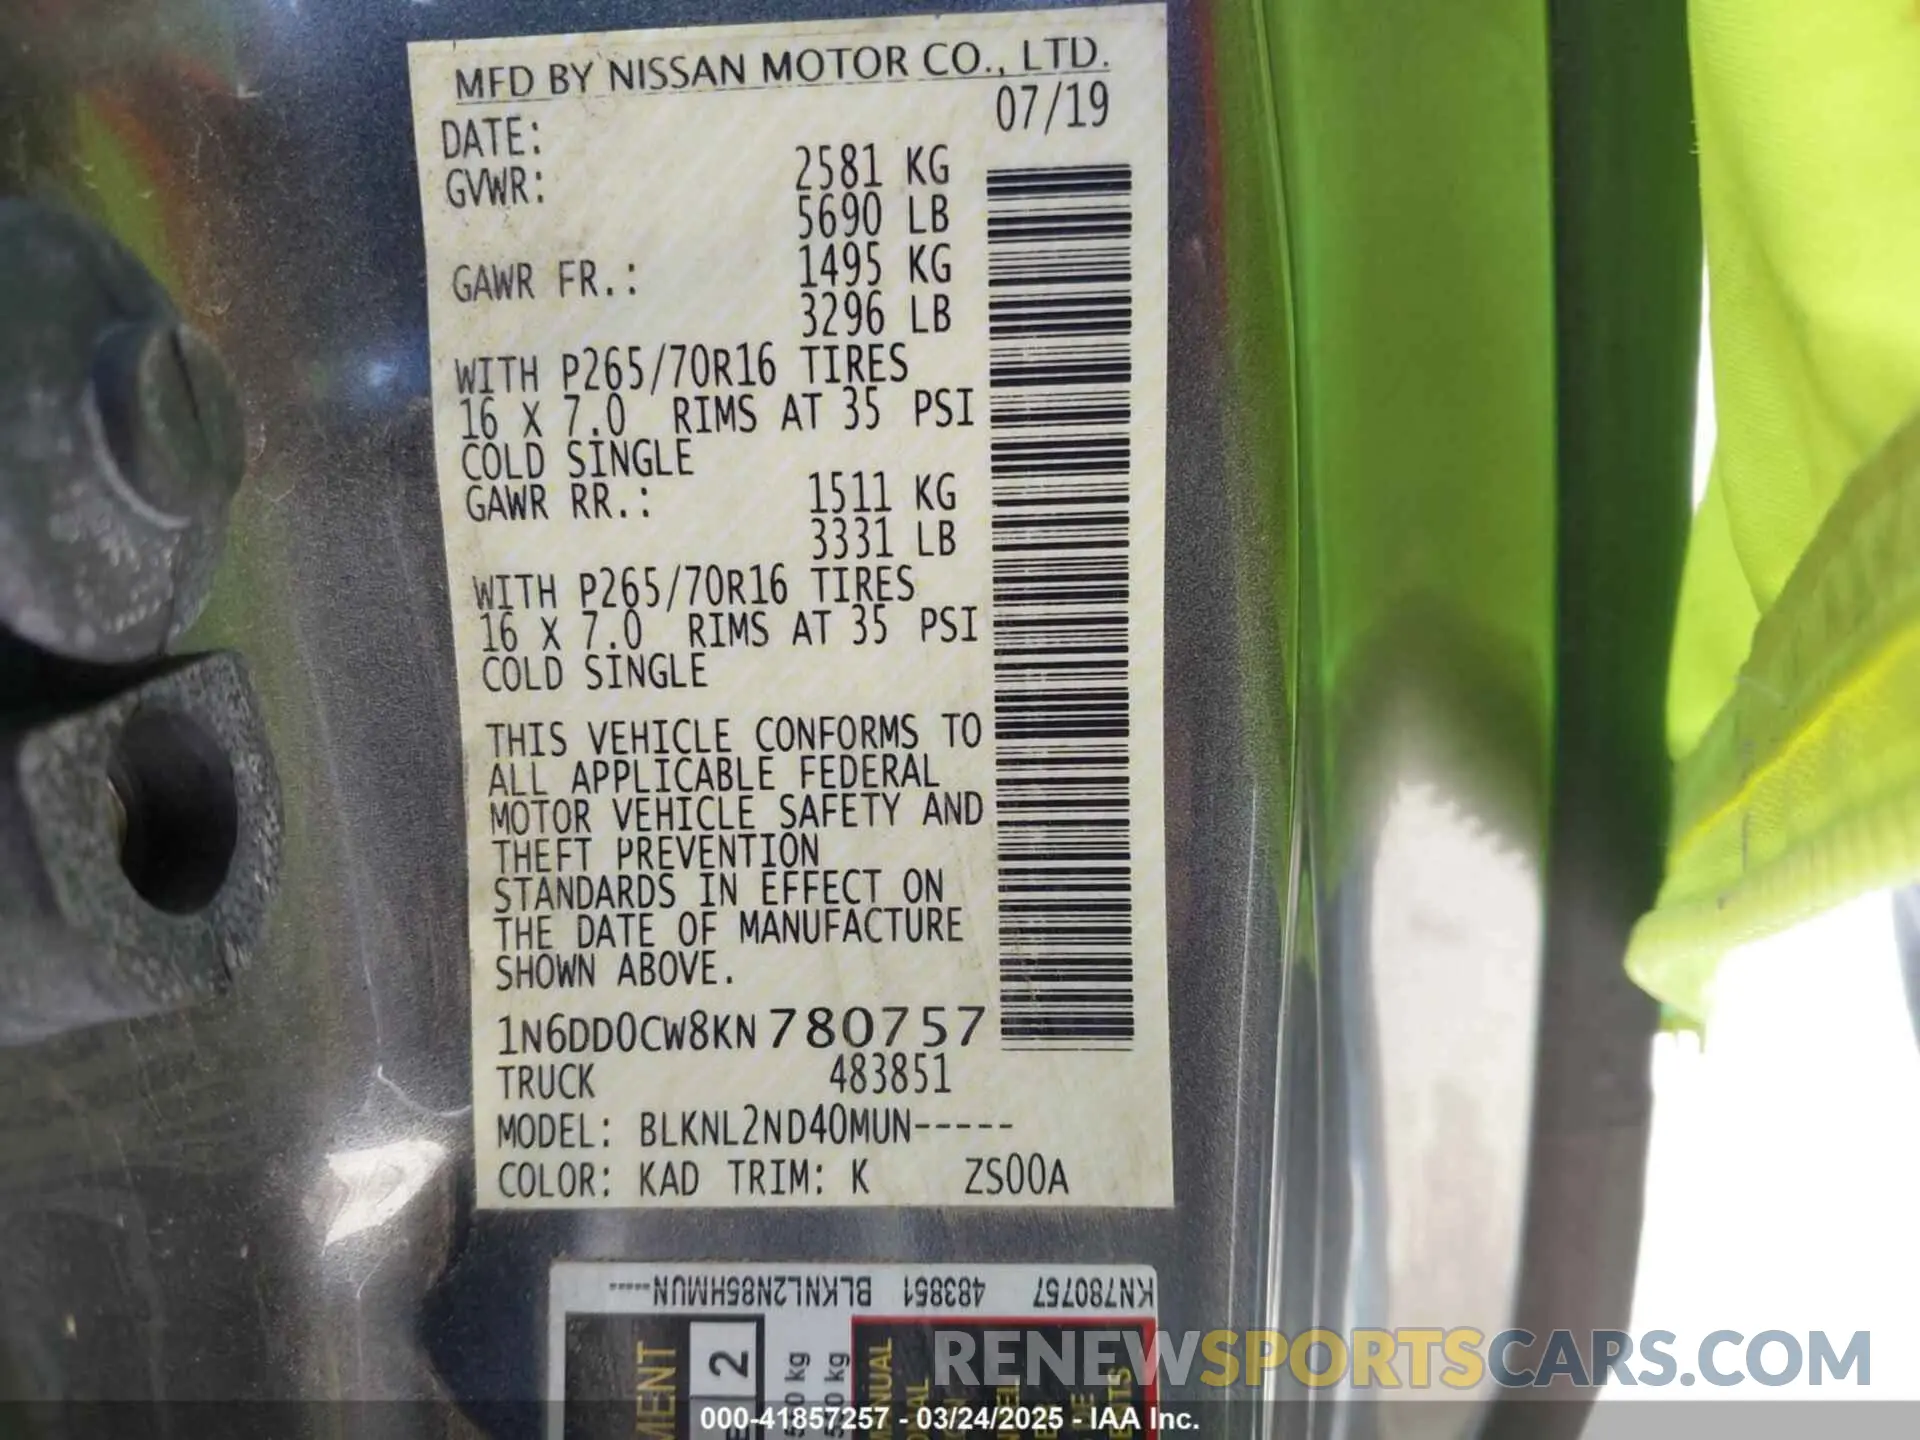 MFD BY NISSAN MOTOR CO., LTD.
DATE: 07/19
GVWR: 2581 KG
5690 LB
GAWR FR.: 1495 KG
3296 LB
WITH P265/70R16 TIRES
16 X 7.0 RIMS AT 35 PSI
COLD SINGLE
GAWR RR.: 1511 KG
3331 LB
WITH P265/70R16 TIRES
16 X 7.0 RIMS AT 35 PSI
COLD SINGLE
THIS VEHICLE CONFORMS TO
ALL APPLICABLE FEDERAL
MOTOR VEHICLE SAFETY AND
THEFT PREVENTION
STANDARDS IN EFFECT ON
THE DATE OF MANUFACTURE
SHOWN ABOVE.
1N6DD0CW8KN780757
TRUCK 483851
MODEL: BLKNL2ND40MUN-----
COLOR: KAD TRIM: K ZS00A
KN780757 483851 BLKNL2N85HMUN-----
2
kg
kg
RENEWSPORTSCARS.COM
000-41857257 - 03/24/2025 - IAA Inc.